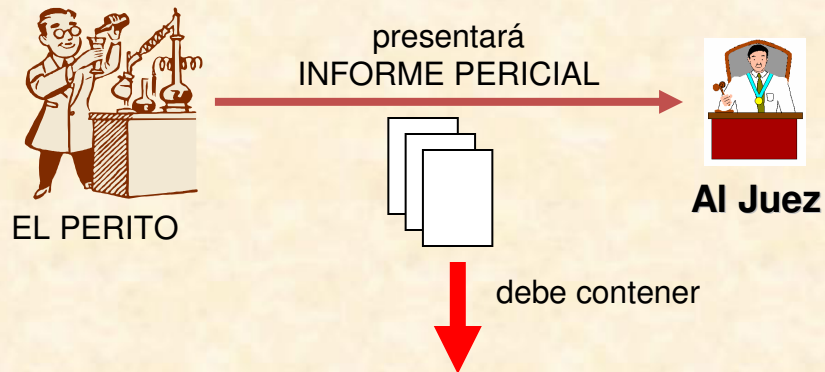 presentará
INFORME PERICIAL
Al Juez
EL PERITO
debe contener